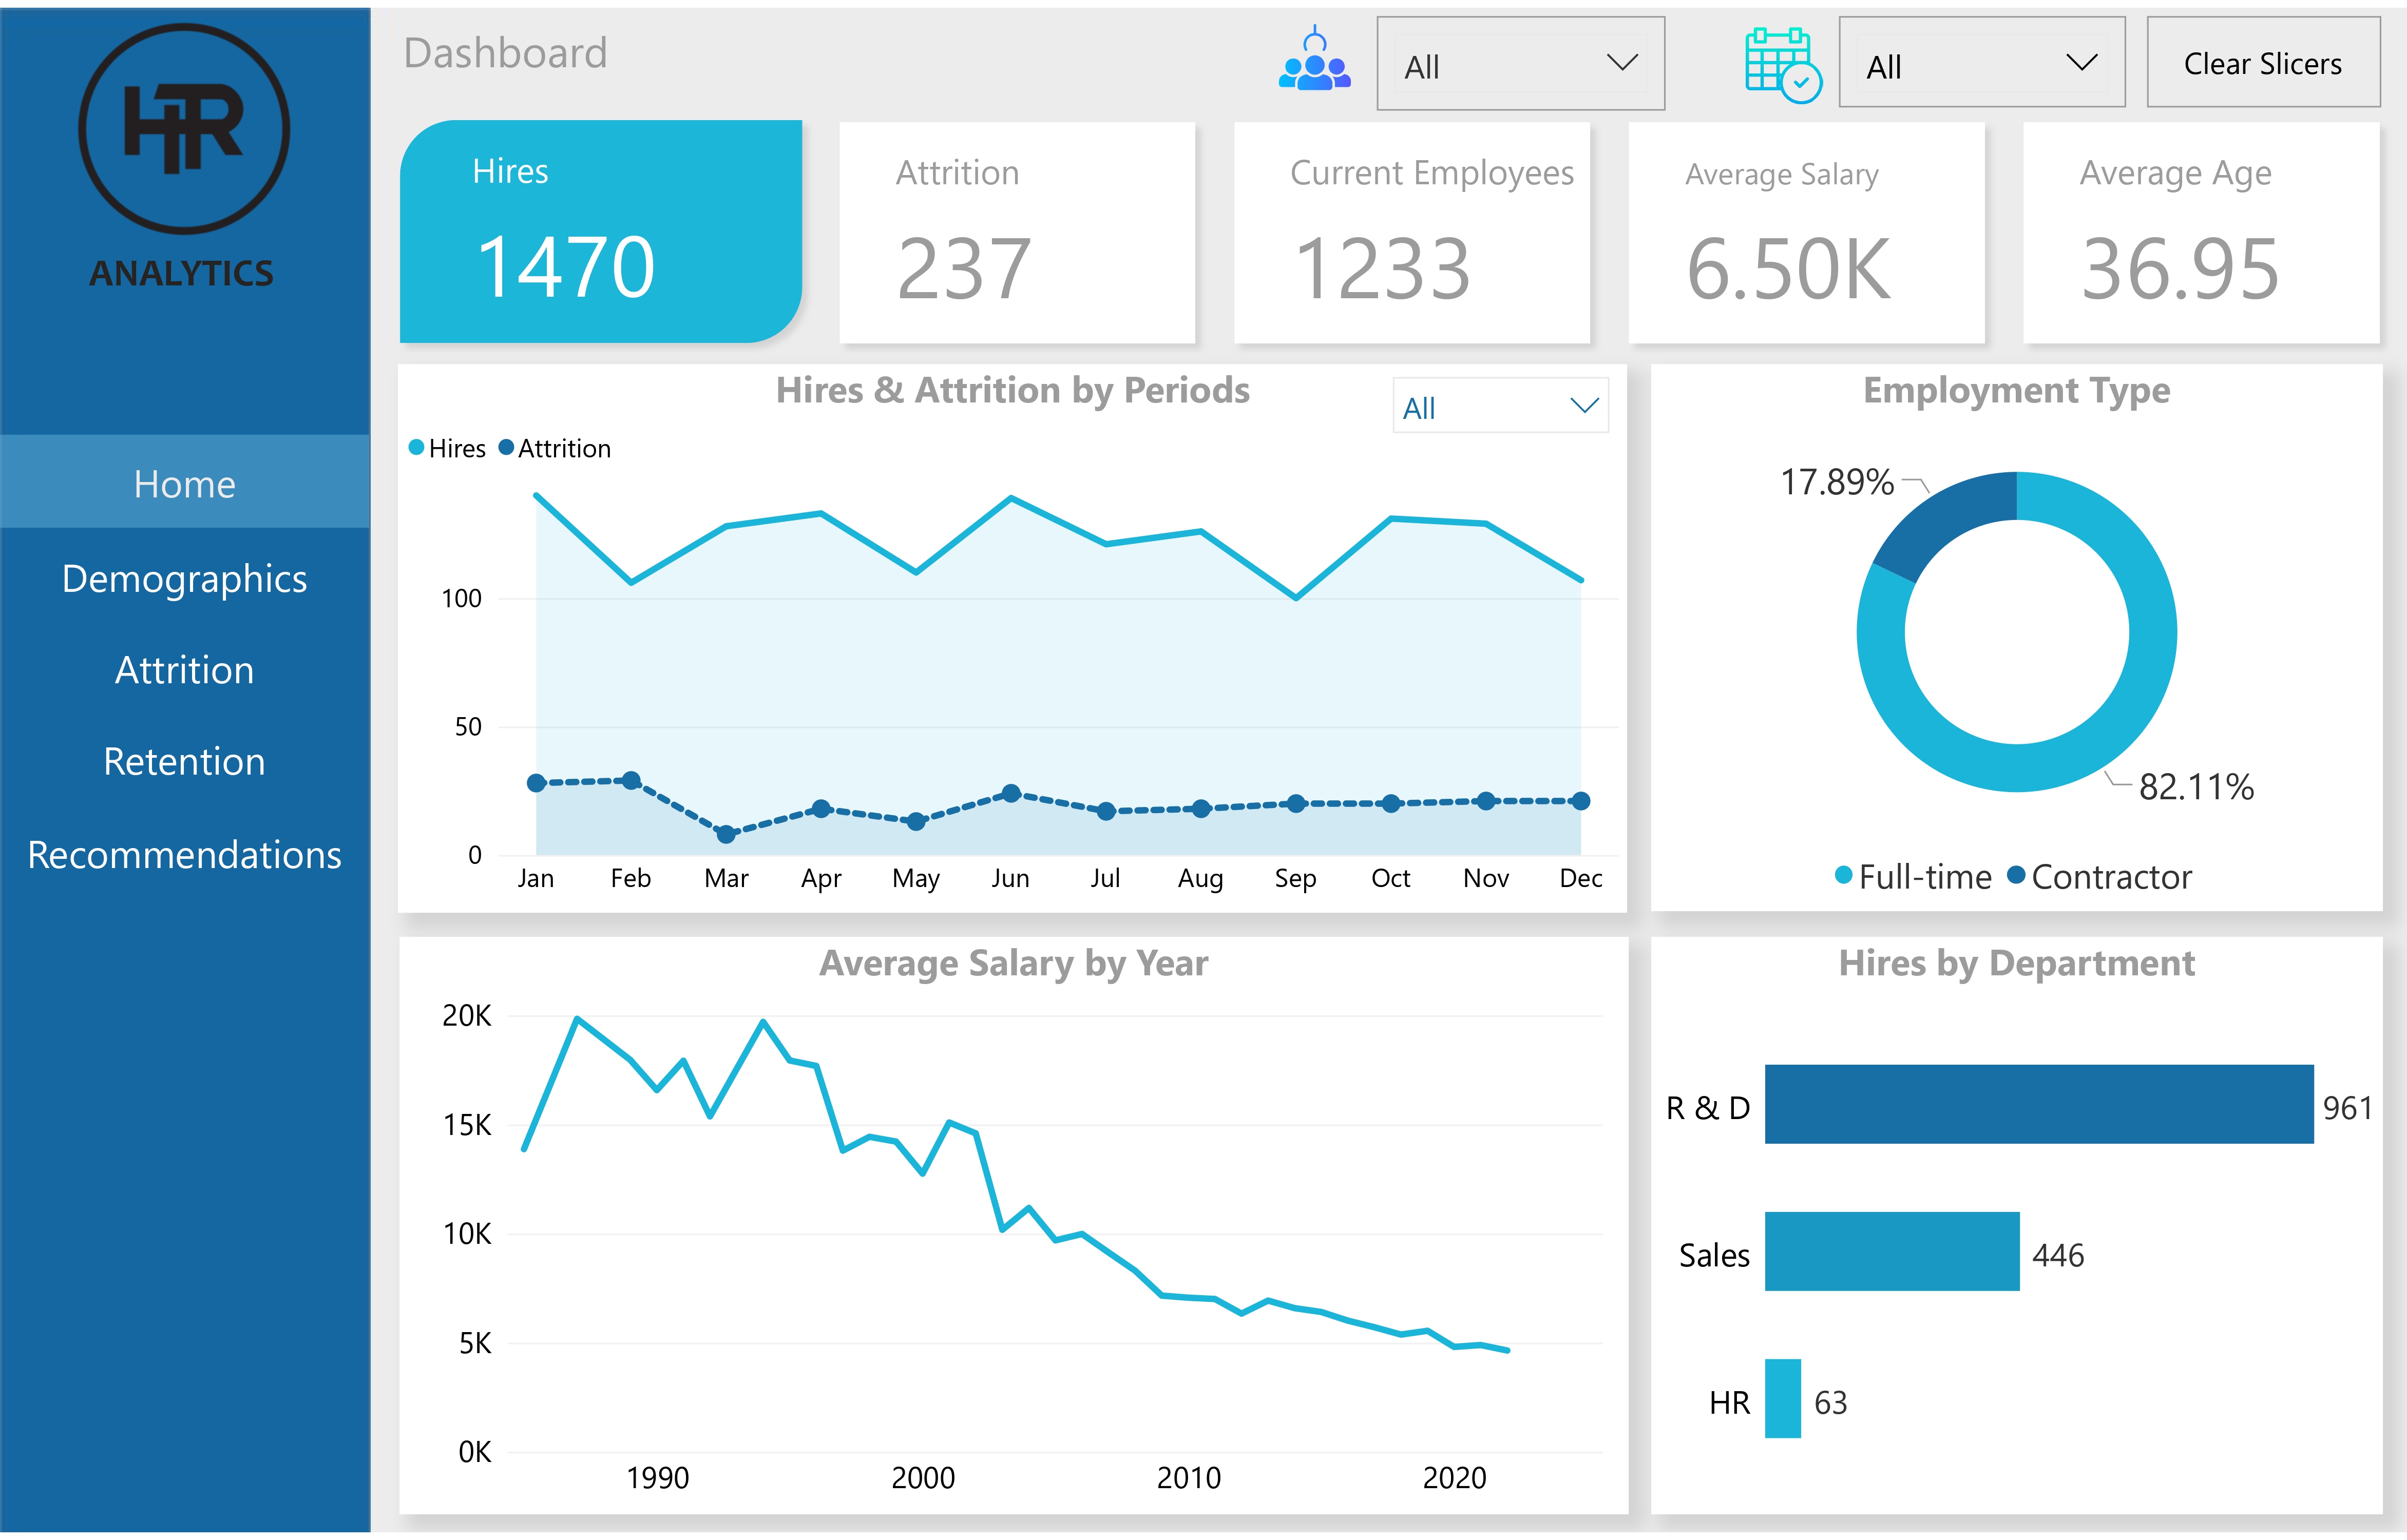 HR
ANALYTICS
Home
Demographics
Attrition
Retention
Recommendations
Dashboard
All
All
Clear Slicers
Hires
1470
Attrition
237
Current Employees
1233
Average Salary
6.50K
Average Age
36.95
Hires & Attrition by Periods
All
Hires Attrition
100
50
0
Jan Feb Mar Apr May Jun Jul Aug Sep Oct Nov Dec
Employment Type
17.89%
82.11%
Full-time Contractor
Average Salary by Year
20K
15K
10K
5K
0K
1990 2000 2010 2020
Hires by Department
R & D 961
Sales 446
HR 63